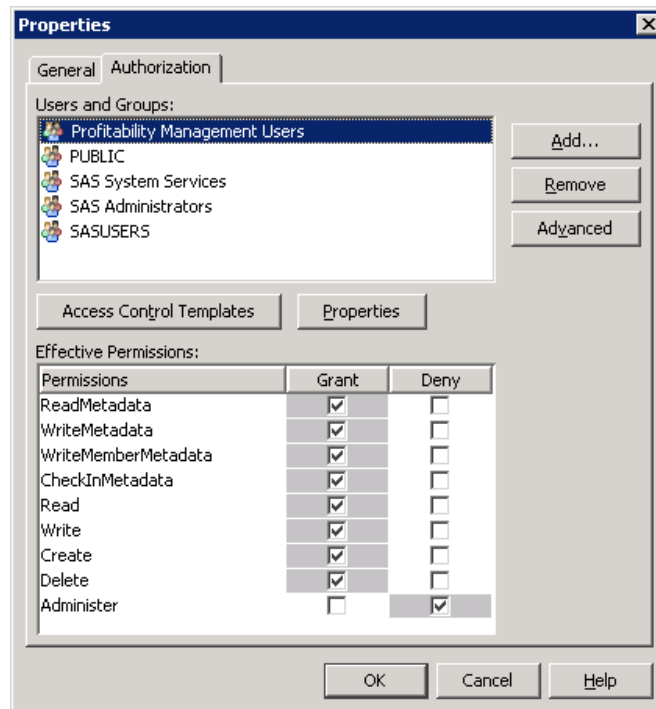 Properties
General Authorization
Users and Groups:
Profitability Management Users
PUBLIC
SAS System Services
SAS Administrators
SASUSERS
Add...
Remove
Advanced
Access Control Templates Properties
Effective Permissions:
Permissions Grant Deny
ReadMetadata
WriteMetadata
WriteMemberMetadata
CheckInMetadata
Read
Write
Create
Delete
Administer
OK Cancel Help